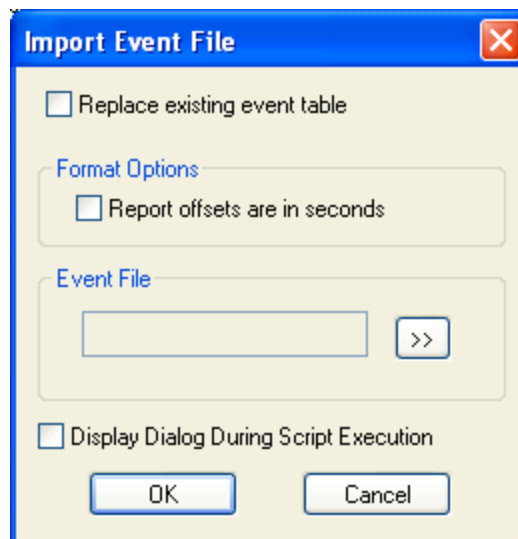 Import Event File
Replace existing event table
Format Options
Report offsets are in seconds
Event File
>>
Display Dialog During Script Execution
OK Cancel